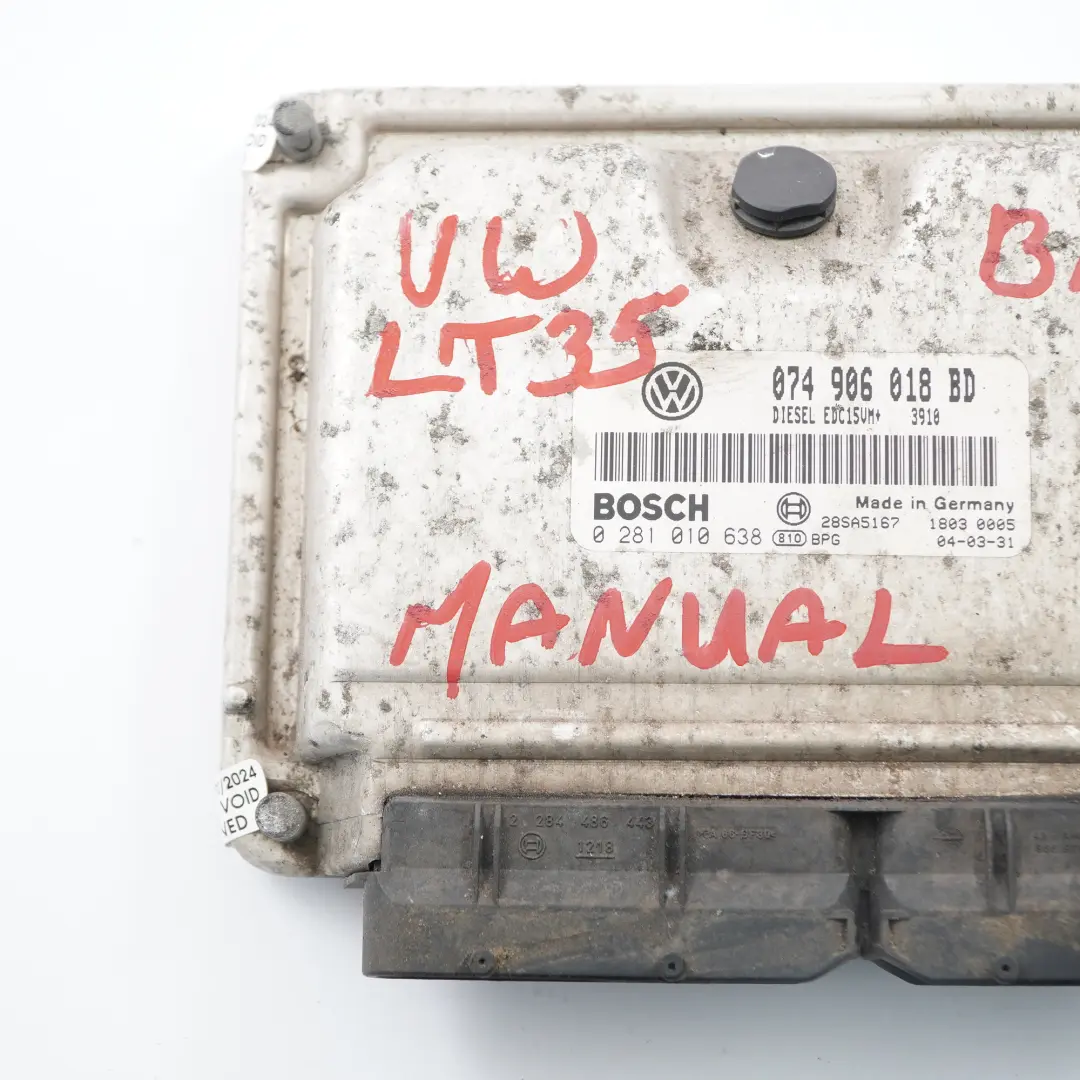 VW
LT35
074 906 018 BD
DIESEL EDC15VM+ 3910
BOSCH
Made in Germany
0 281 010 638 810 BPG
28SA5167 1803 0005
04-03-31
MANUAL
/2024
VOID
VED
2 284 486 443
1218